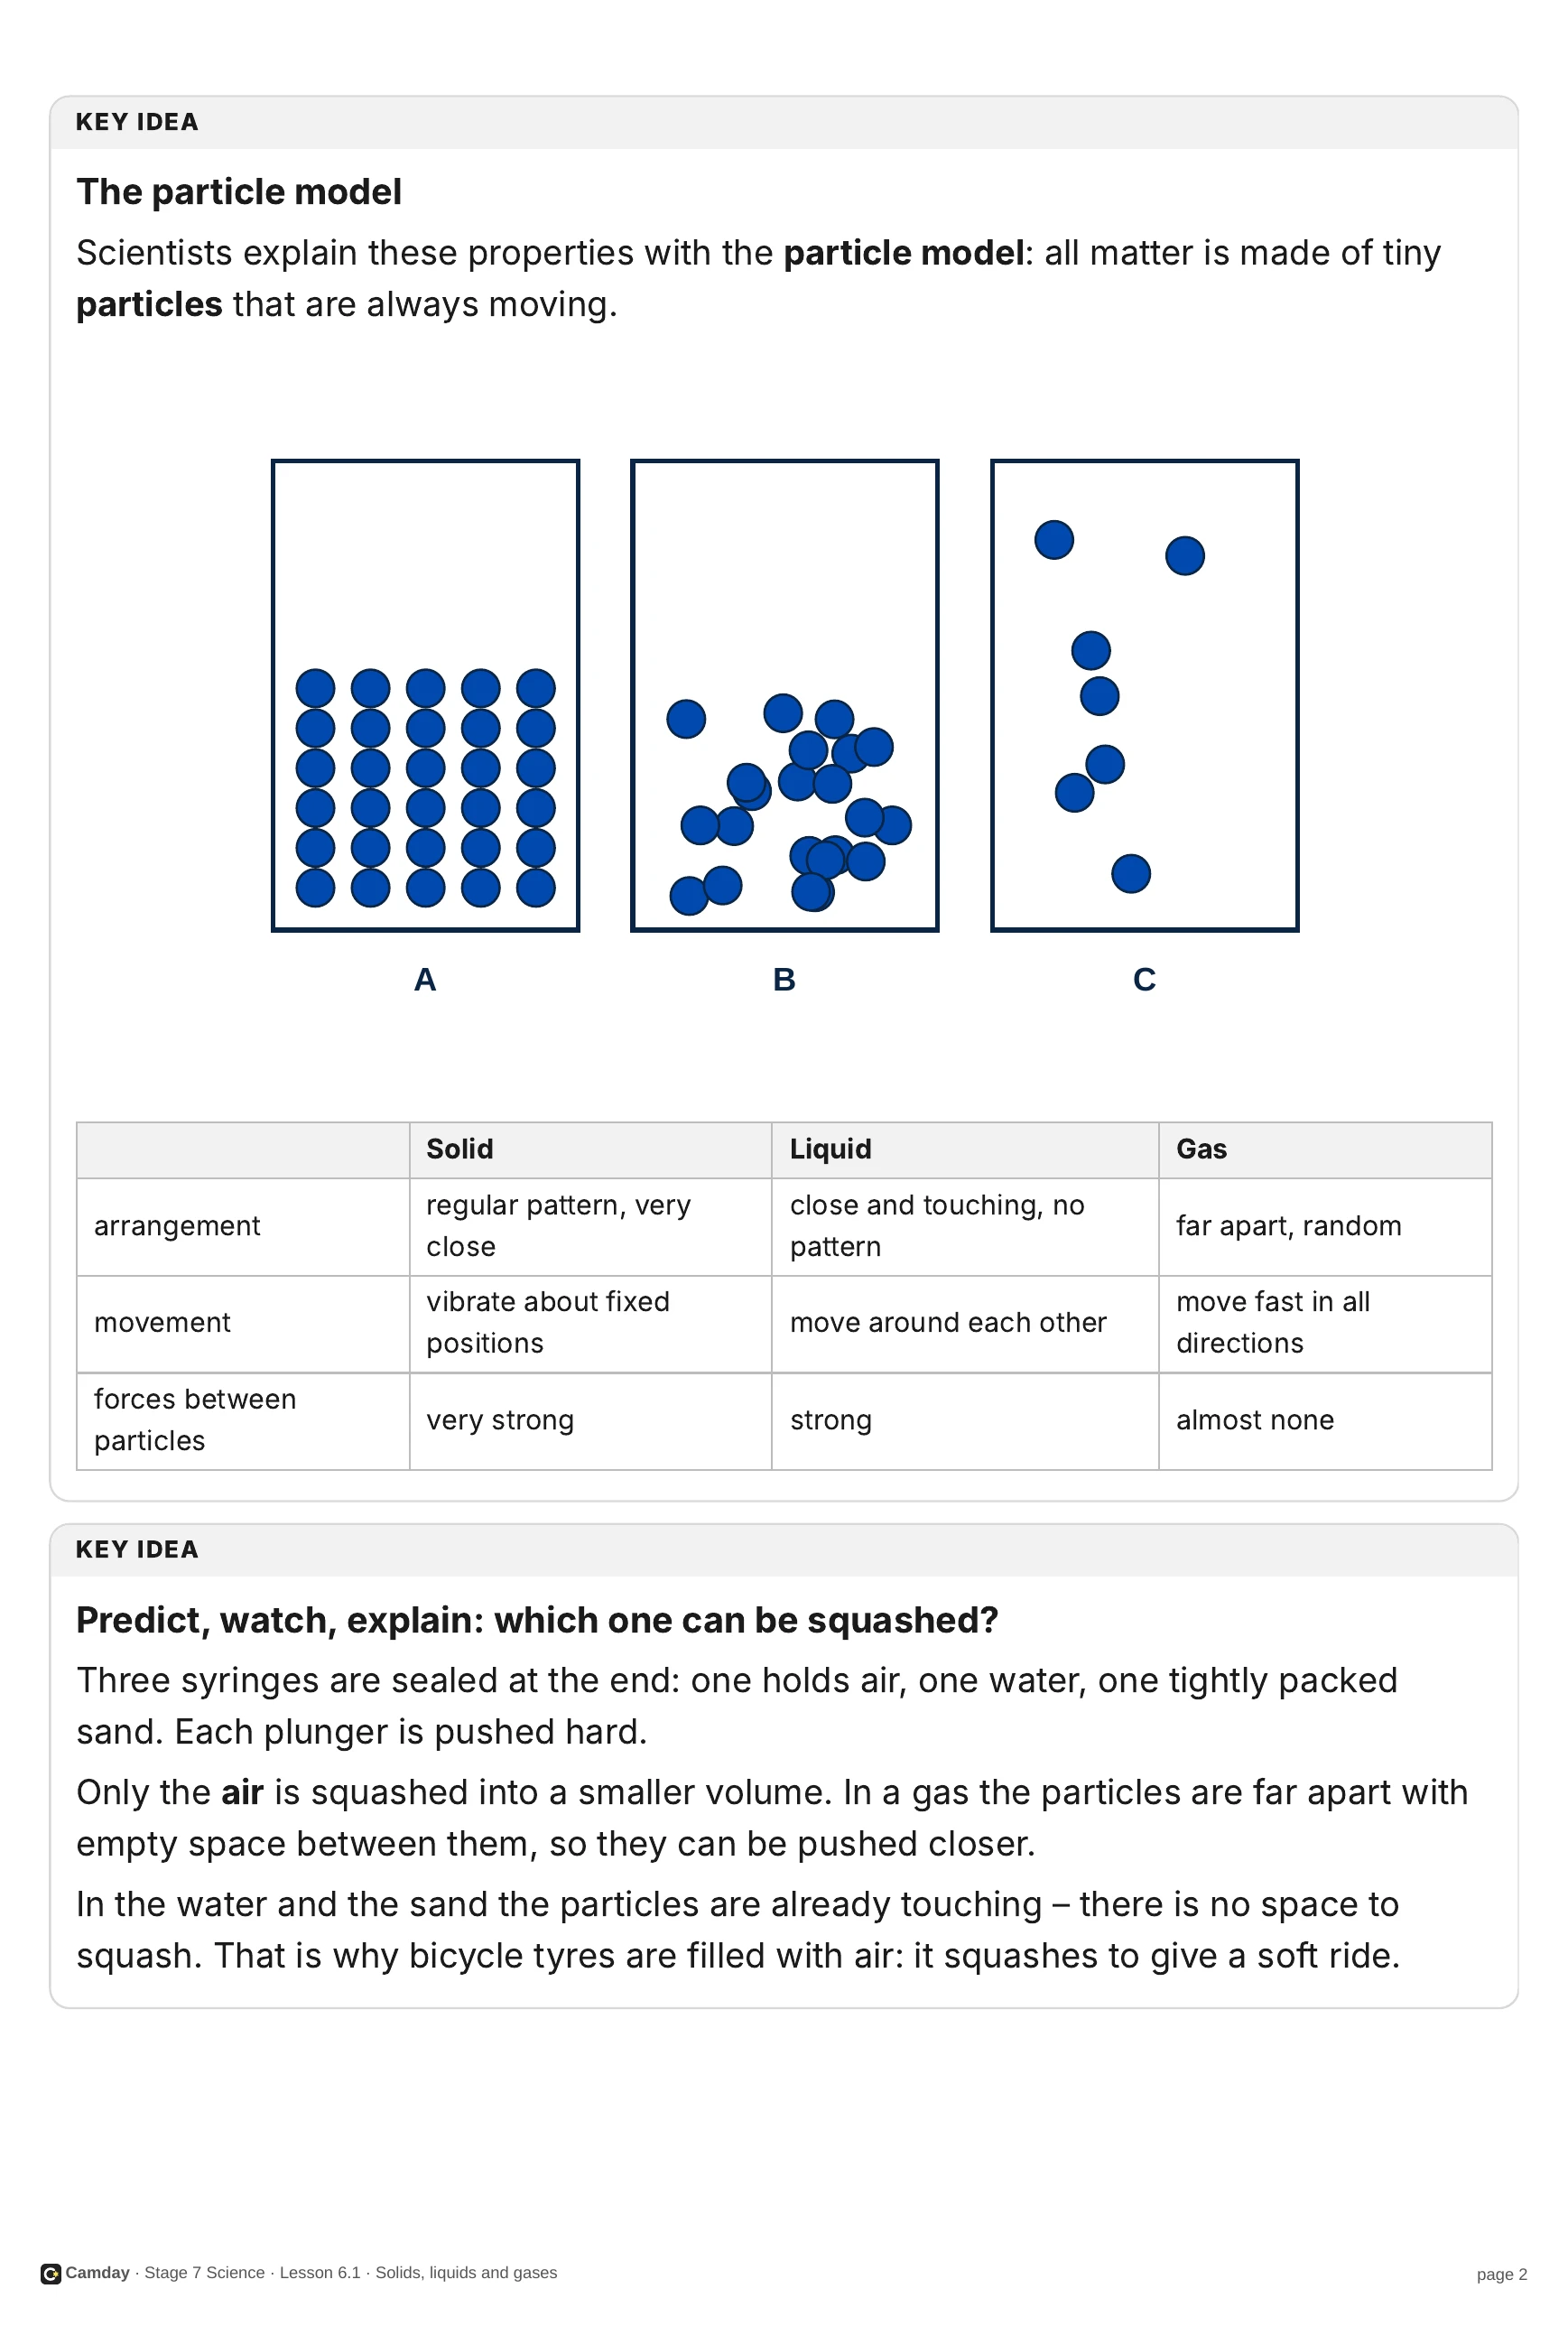 KEY IDEA
The particle model
Scientists explain these properties with the particle model: all matter is made of tiny
particles that are always moving.
A B C
Solid Liquid Gas
arrangement
regular pattern, very
close
close and touching, no
pattern
far apart, random
movement
vibrate about fixed
positions
move around each other
move fast in all
directions
forces between
particles
very strong
strong
almost none
KEY IDEA
Predict, watch, explain: which one can be squashed?
Three syringes are sealed at the end: one holds air, one water, one tightly packed
sand. Each plunger is pushed hard.
Only the air is squashed into a smaller volume. In a gas the particles are far apart with
empty space between them, so they can be pushed closer.
In the water and the sand the particles are already touching – there is no space to
squash. That is why bicycle tyres are filled with air: it squashes to give a soft ride.
Camday · Stage 7 Science · Lesson 6.1 · Solids, liquids and gases
page 2